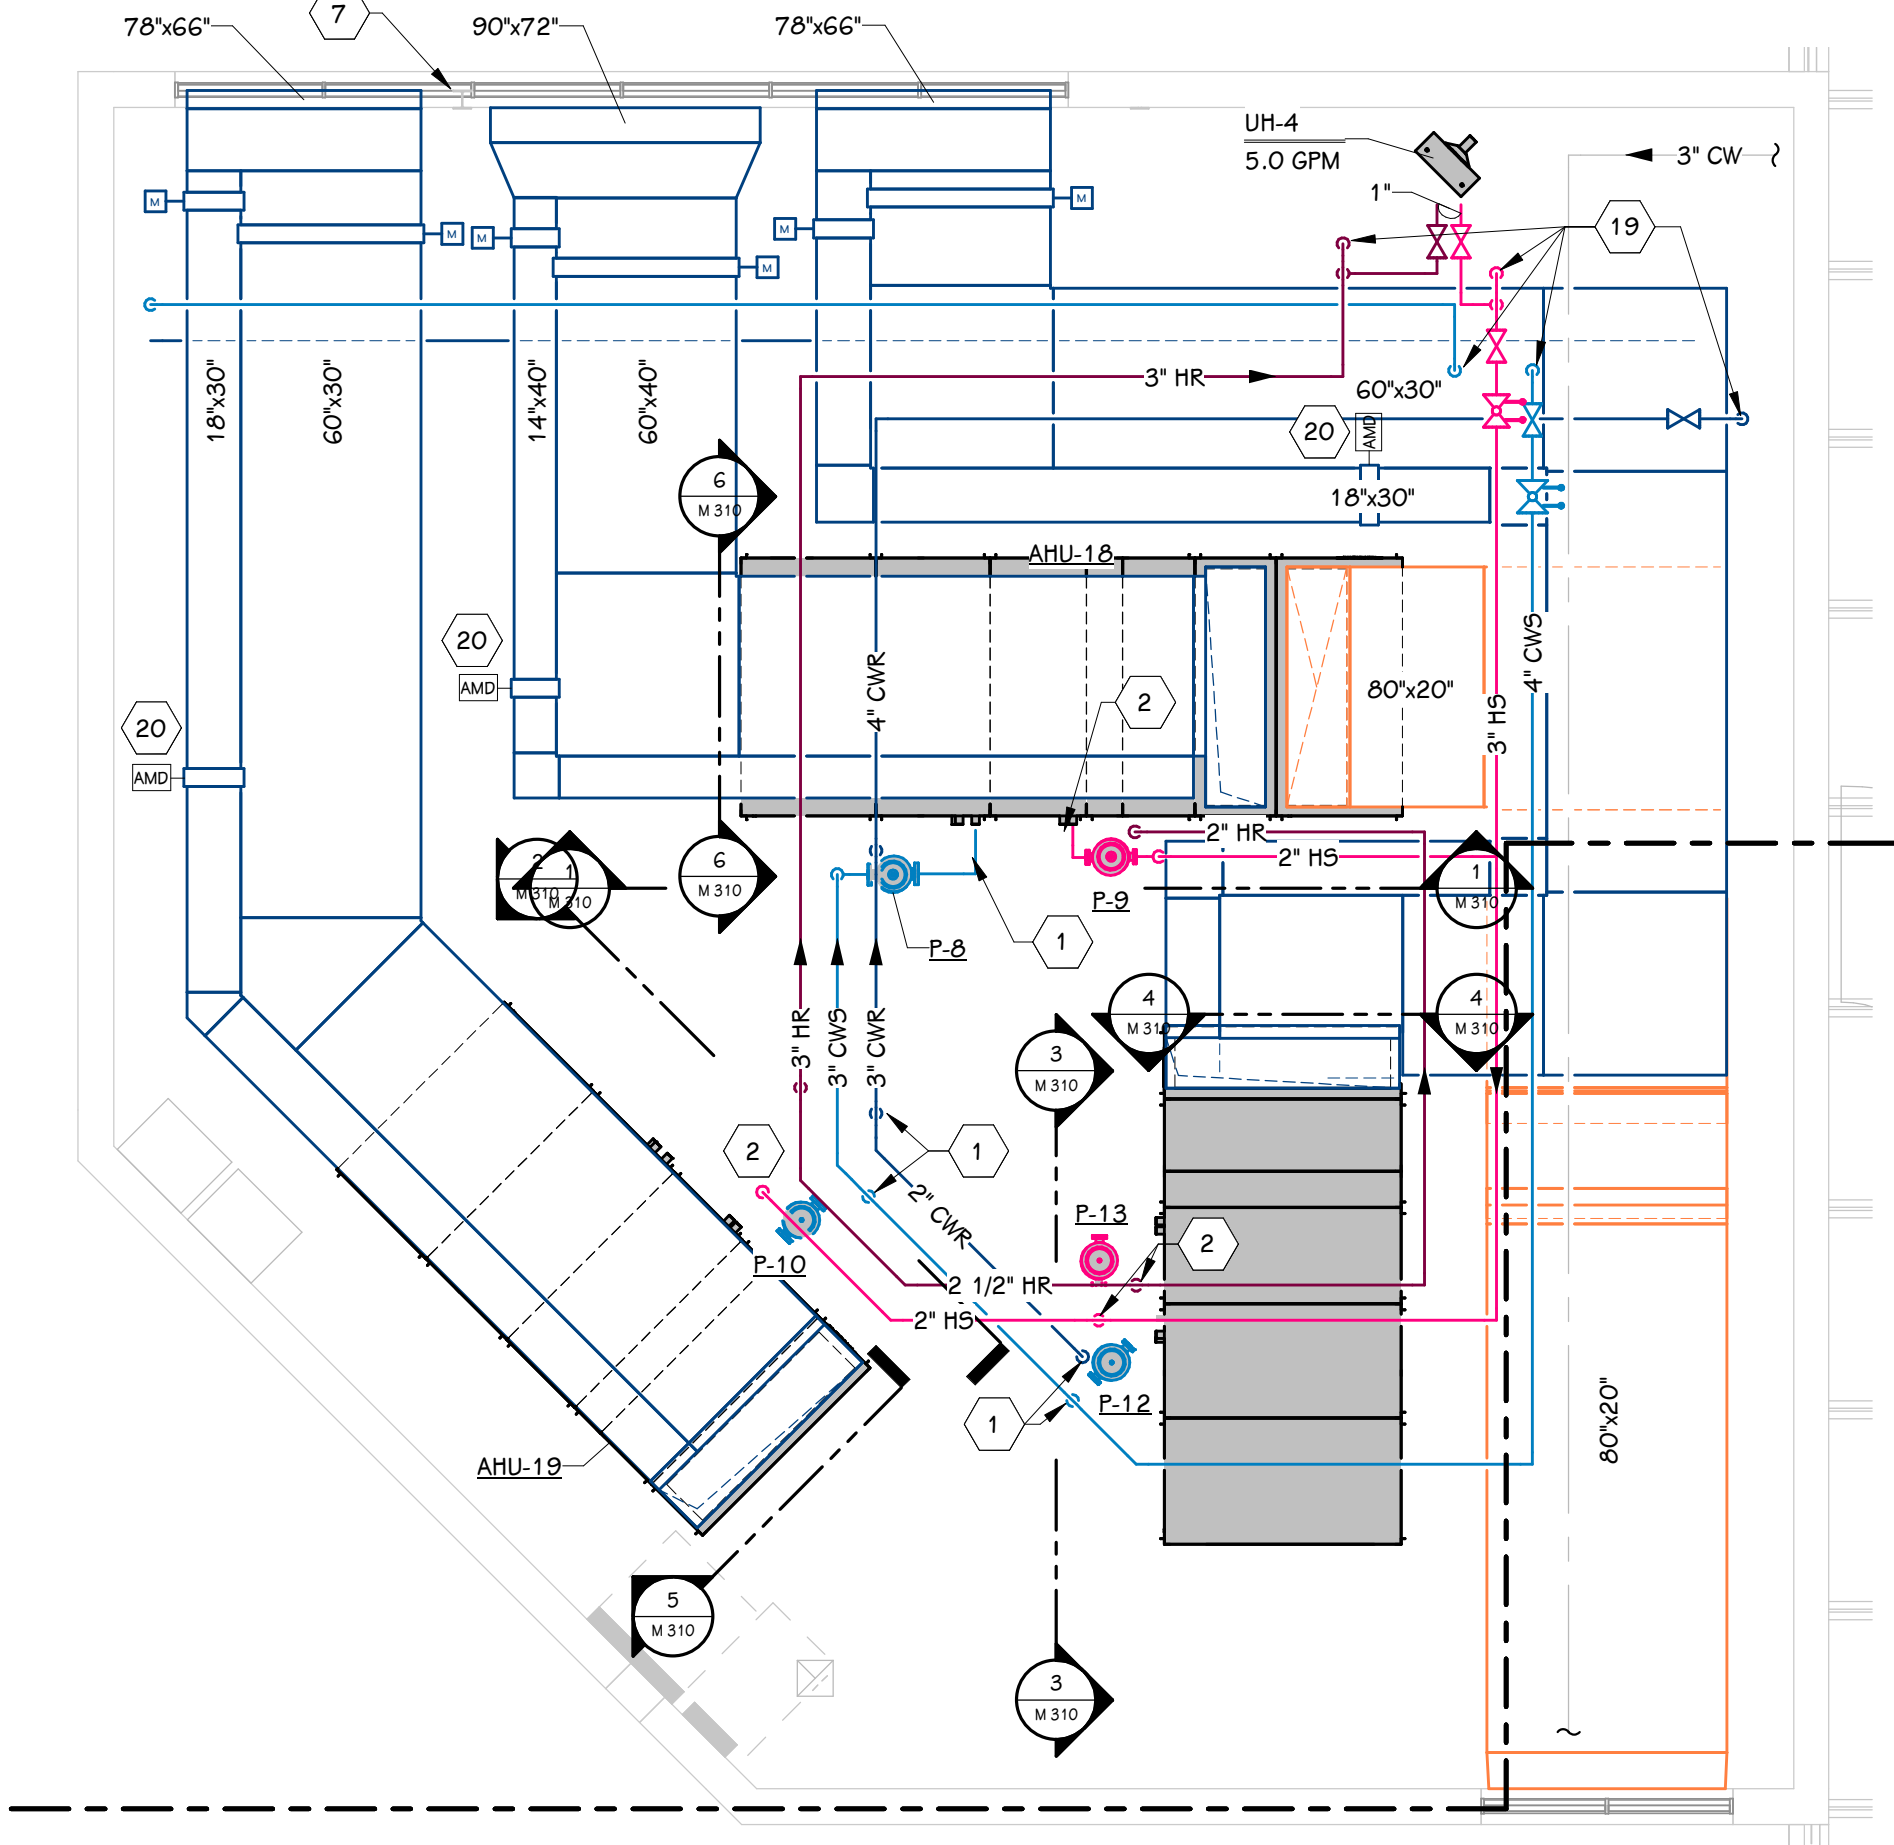 7
78"x66"
90"x72"
78"x66"
UH-4
5.0 GPM
3" CW
1"
19
M
M
M
M
M
M
18"x30"
60"x30"
14"x40"
60"x40"
3" HR
60"x30"
20
AMD
18"x30"
6
M 310
AHU-18
20
AMD
4" CWR
2
80"x20"
3" HS
4" CWS
20
AMD
2" HR
2" HS
P-9
6
M 310
2
M 310
1
M 310
P-8
1
1
M 310
3" HR
3" CWS
3" CWR
4
M 310
4
M 310
3
M 310
2
1
2" CWR
P-13
2
P-10
2 1/2" HR
2" HS
P-12
1
AHU-19
80"x20"
5
M 310
3
M 310